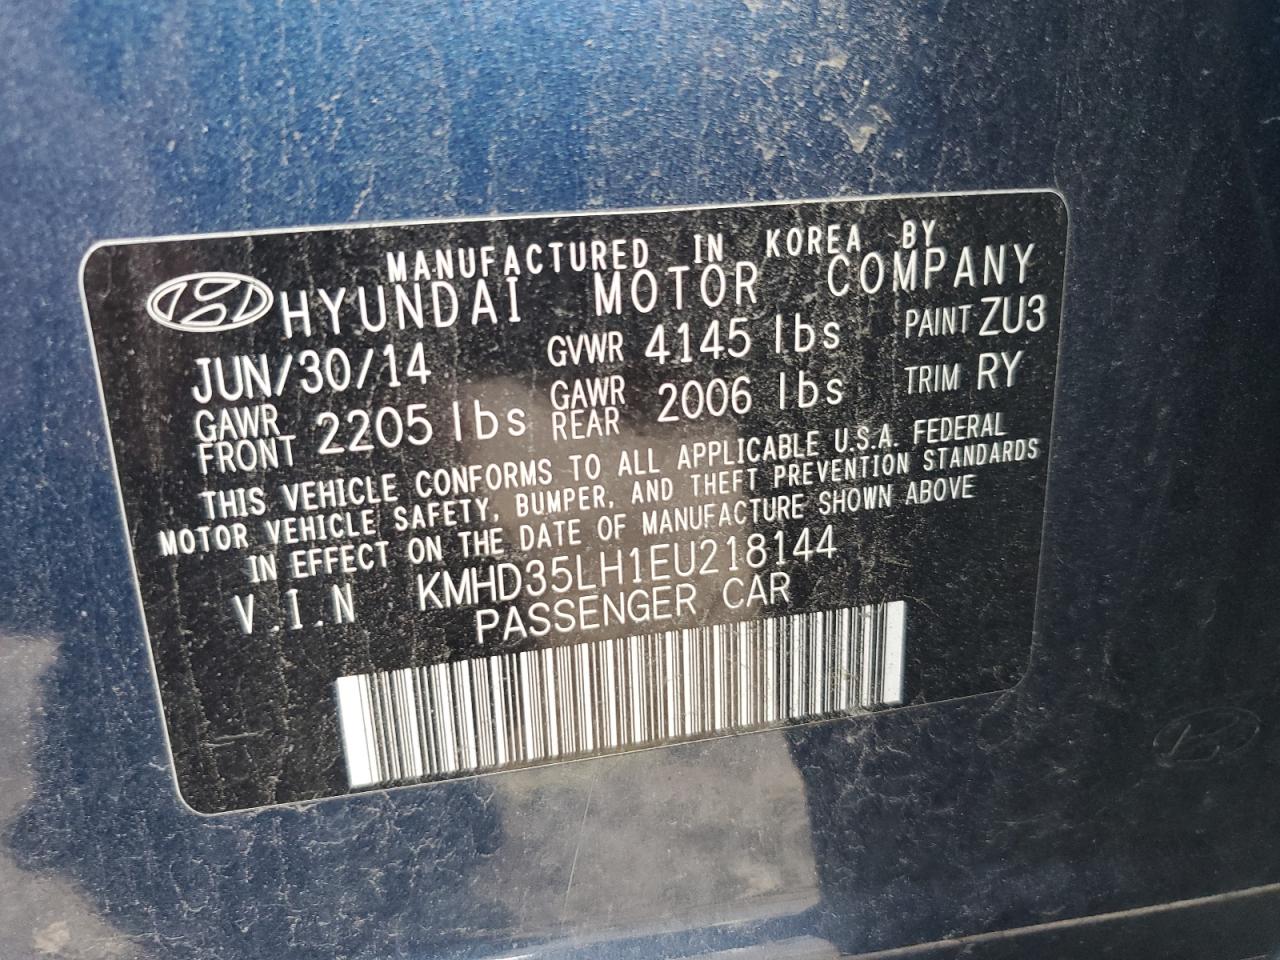 MANUFACTURED IN KOREA BY
HYUNDAI MOTOR COMPANY
JUN/30/14 GVWR 4145 lbs PAINT ZU3
GAWR FRONT 2205 lbs GAWR REAR 2006 lbs TRIM RY
THIS VEHICLE CONFORMS TO ALL APPLICABLE U.S.A. FEDERAL
MOTOR VEHICLE SAFETY, BUMPER, AND THEFT PREVENTION STANDARDS
IN EFFECT ON THE DATE OF MANUFACTURE SHOWN ABOVE
V.I.N KMHD35LH1EU218144
PASSENGER CAR